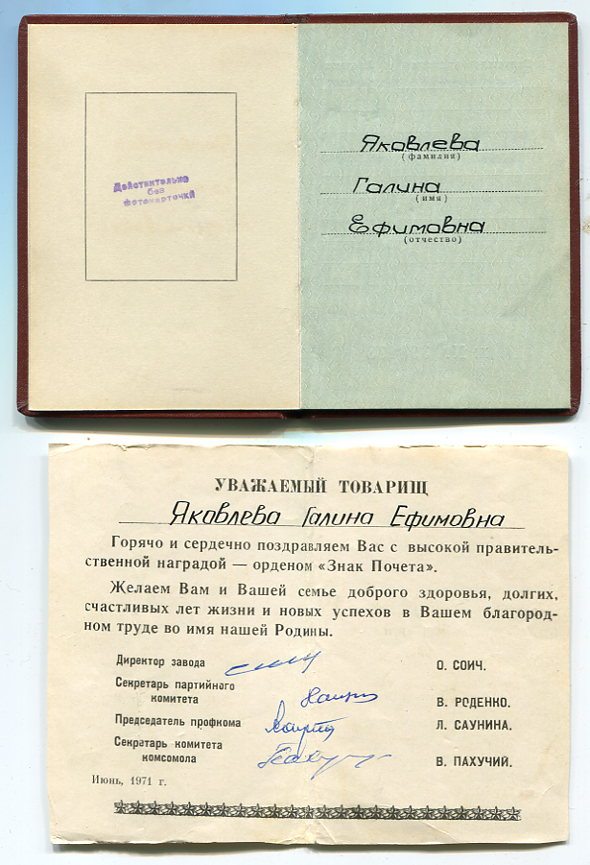 Действительно
без
фотокарточки
Яковлева
(фамилия)
Галина
(имя)
Ефимовна
(отчество)
УВАЖАЕМЫЙ ТОВАРИЩ
Яковлева Галина Ефимовна
Горячо и сердечно поздравляем Вас с высокой правитель-
ственной наградой — орденом «Знак Почета».
Желаем Вам и Вашей семье доброго здоровья, долгих,
счастливых лет жизни и новых успехов в Вашем благород-
ном труде во имя нашей Родины.
Директор завода О. СОИЧ.
Секретарь партийного
комитета В. РОДЕНКО.
Председатель профкома Л. САУНИНА.
Секратарь комитета
комсомола В. ПАХУЧИЙ.
Июнь, 1971 г.